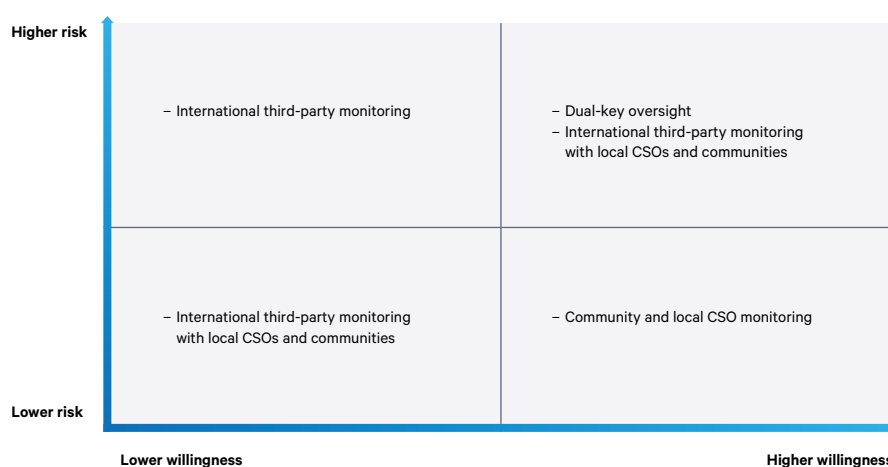 Higher risk
– International third-party monitoring
– Dual-key oversight
– International third-party monitoring
with local CSOs and communities
– International third-party monitoring
with local CSOs and communities
– Community and local CSO monitoring
Lower risk
Lower willingness
Higher willingness